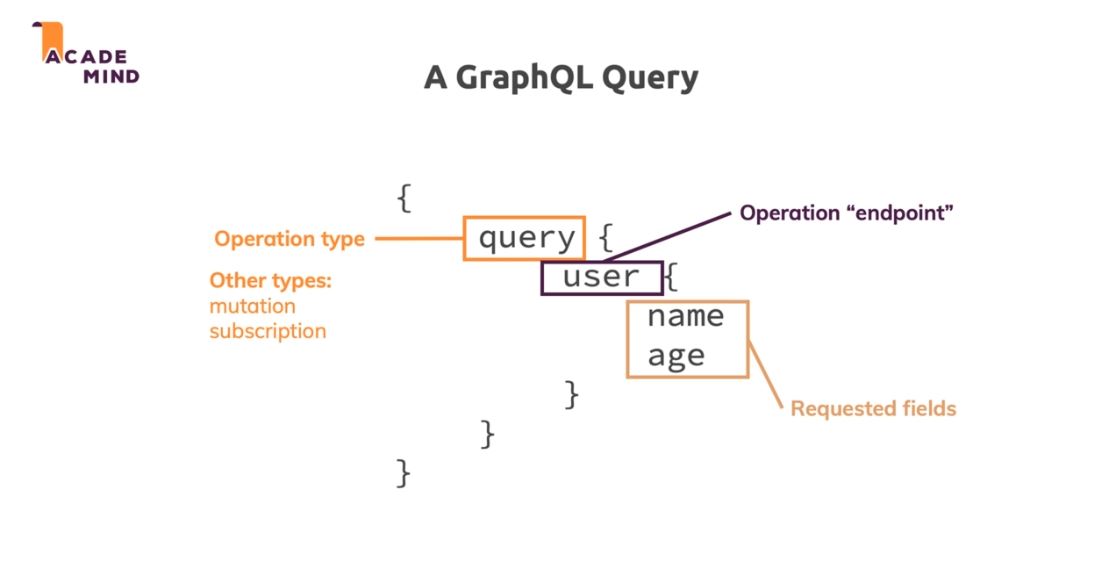 ACADE
MIND
A GraphQL Query
{
query {
user {
name
age
}
}
}
Operation type
Other types:
mutation
subscription
Operation “endpoint”
Requested fields